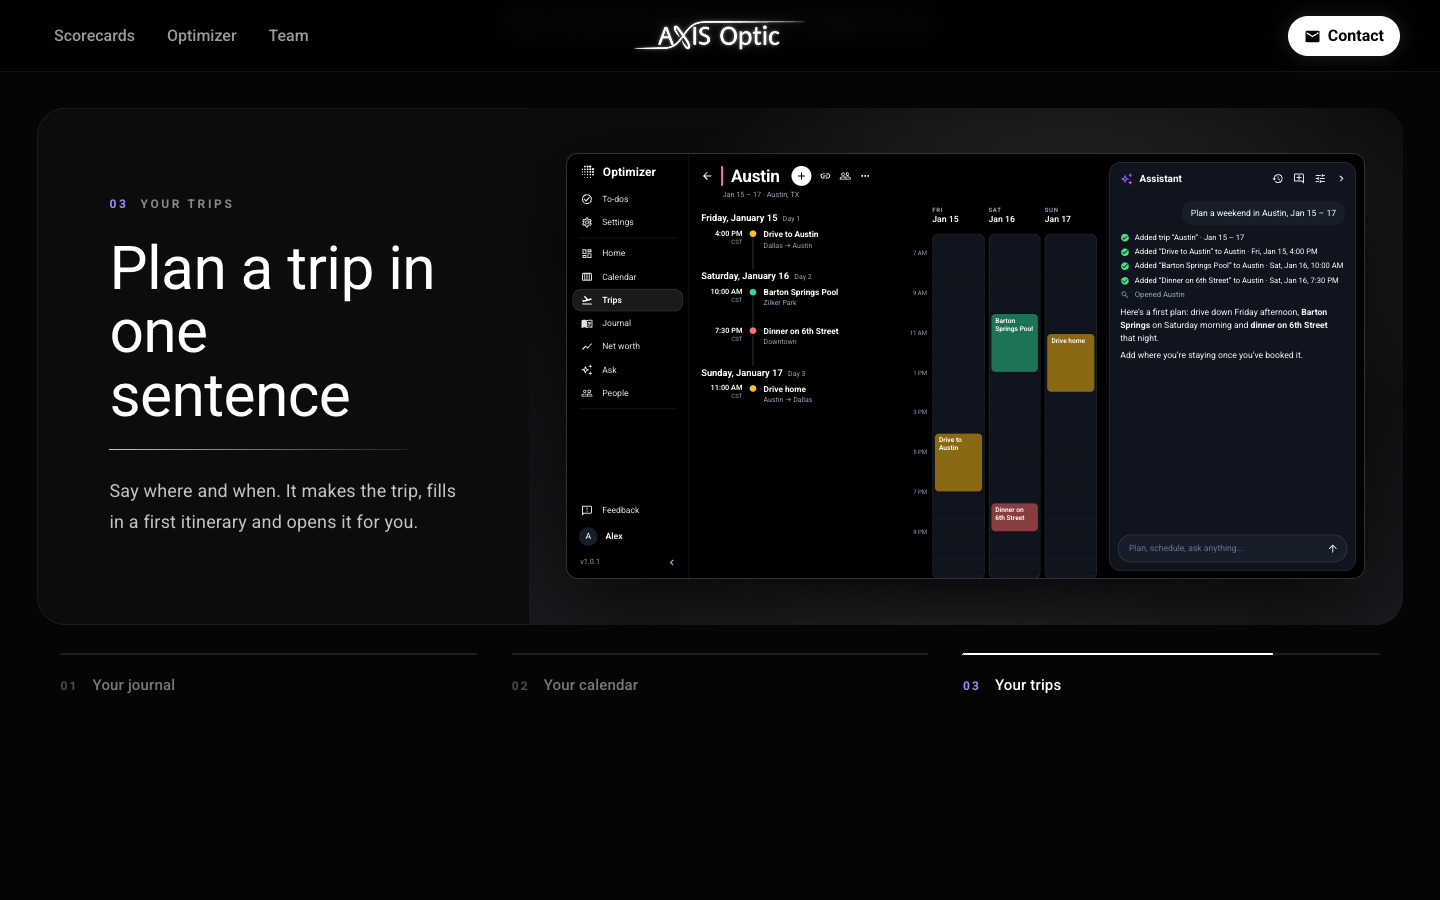 Scorecards
Optimizer
Team
AXIS Optic
Contact
03 YOUR TRIPS
Plan a trip in
one
sentence
Say where and when. It makes the trip, fills
in a first itinerary and opens it for you.
Optimizer
To-dos
Settings
Home
Calendar
Trips
Journal
Net worth
Ask
People
Feedback
A Alex
v1.0.1
Austin
Jan 15 – 17 · Austin, TX
Friday, January 15 Day 1
4:00 PM Drive to Austin
CST Dallas → Austin
Saturday, January 16 Day 2
10:00 AM Barton Springs Pool
CST Zilker Park
7:30 PM Dinner on 6th Street
CST Downtown
Sunday, January 17 Day 3
11:00 AM Drive home
CST Austin → Dallas
FRI SAT SUN
Jan 15 Jan 16 Jan 17
7 AM
9 AM
11 AM
1 PM
3 PM
5 PM
7 PM
9 PM
Drive to
Austin
Barton
Springs Pool
Dinner on
6th Street
Drive home
Assistant
Plan a weekend in Austin, Jan 15 – 17
Added trip “Austin” · Jan 15 – 17
Added “Drive to Austin” to Austin · Fri, Jan 15, 4:00 PM
Added “Barton Springs Pool” to Austin · Sat, Jan 16, 10:00 AM
Added “Dinner on 6th Street” to Austin · Sat, Jan 16, 7:30 PM
Opened Austin
Here's a first plan: drive down Friday afternoon, Barton
Springs on Saturday morning and dinner on 6th Street
that night.
Add where you're staying once you've booked it.
Plan, schedule, ask anything...
01 Your journal
02 Your calendar
03 Your trips